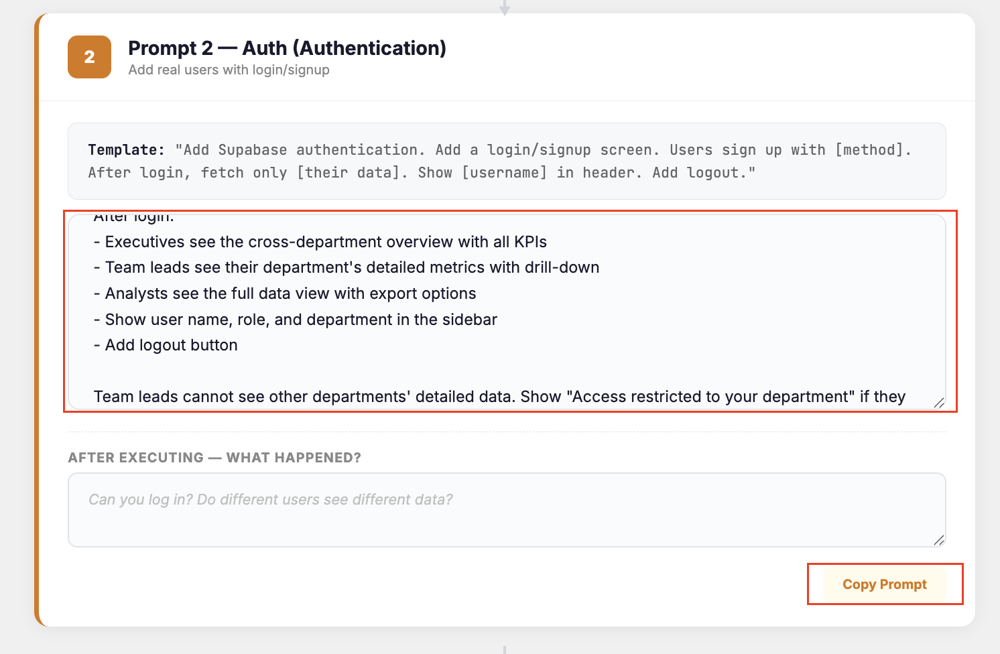 2
Prompt 2 — Auth (Authentication)
Add real users with login/signup
Template: "Add Supabase authentication. Add a login/signup screen. Users sign up with [method].
After login, fetch only [their data]. Show [username] in header. Add logout."
After login:
- Executives see the cross-department overview with all KPIs
- Team leads see their department's detailed metrics with drill-down
- Analysts see the full data view with export options
- Show user name, role, and department in the sidebar
- Add logout button
Team leads cannot see other departments' detailed data. Show "Access restricted to your department" if they
AFTER EXECUTING — WHAT HAPPENED?
Can you log in? Do different users see different data?
Copy Prompt